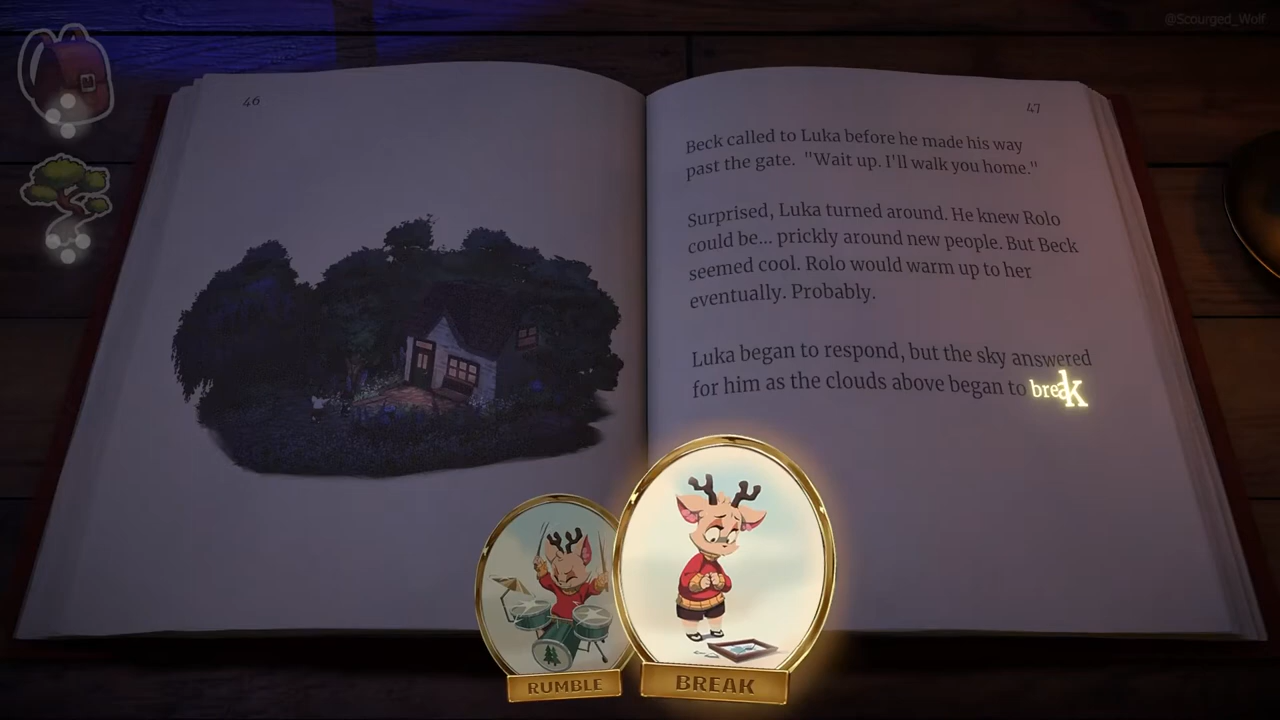 @Scourged_Wolf
46
47
Beck called to Luka before he made his way
past the gate. "Wait up. I'll walk you home."
Surprised, Luka turned around. He knew Rolo
could be... prickly around new people. But Beck
seemed cool. Rolo would warm up to her
eventually. Probably.
Luka began to respond, but the sky answered
for him as the clouds above began to break
RUMBLE
BREAK